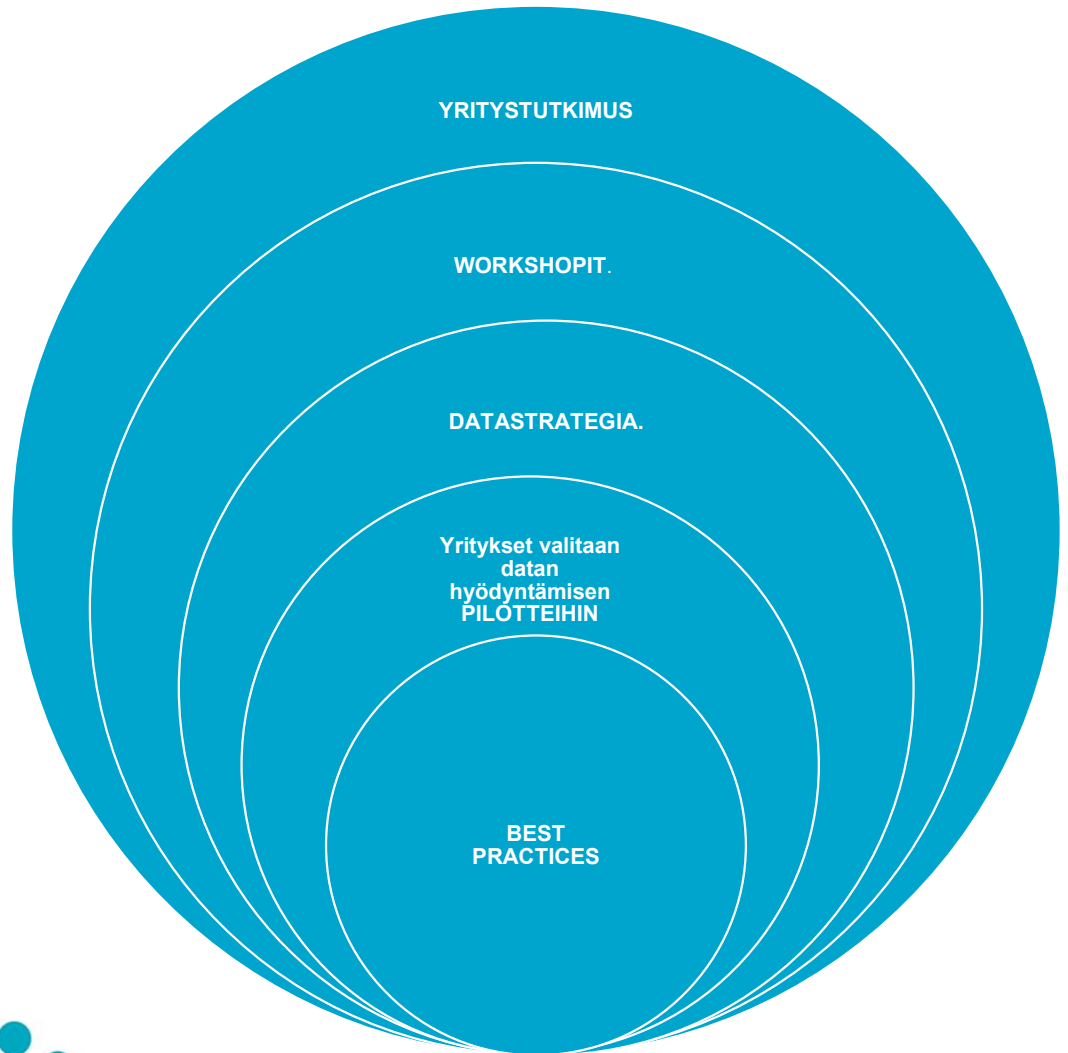 YRITYSTUTKIMUS
WORKSHOPIT.
DATASTRATEGIA.
Yritykset valitaan
datan
hyödyntämisen
PILOTTEIHIN
BEST
PRACTICES